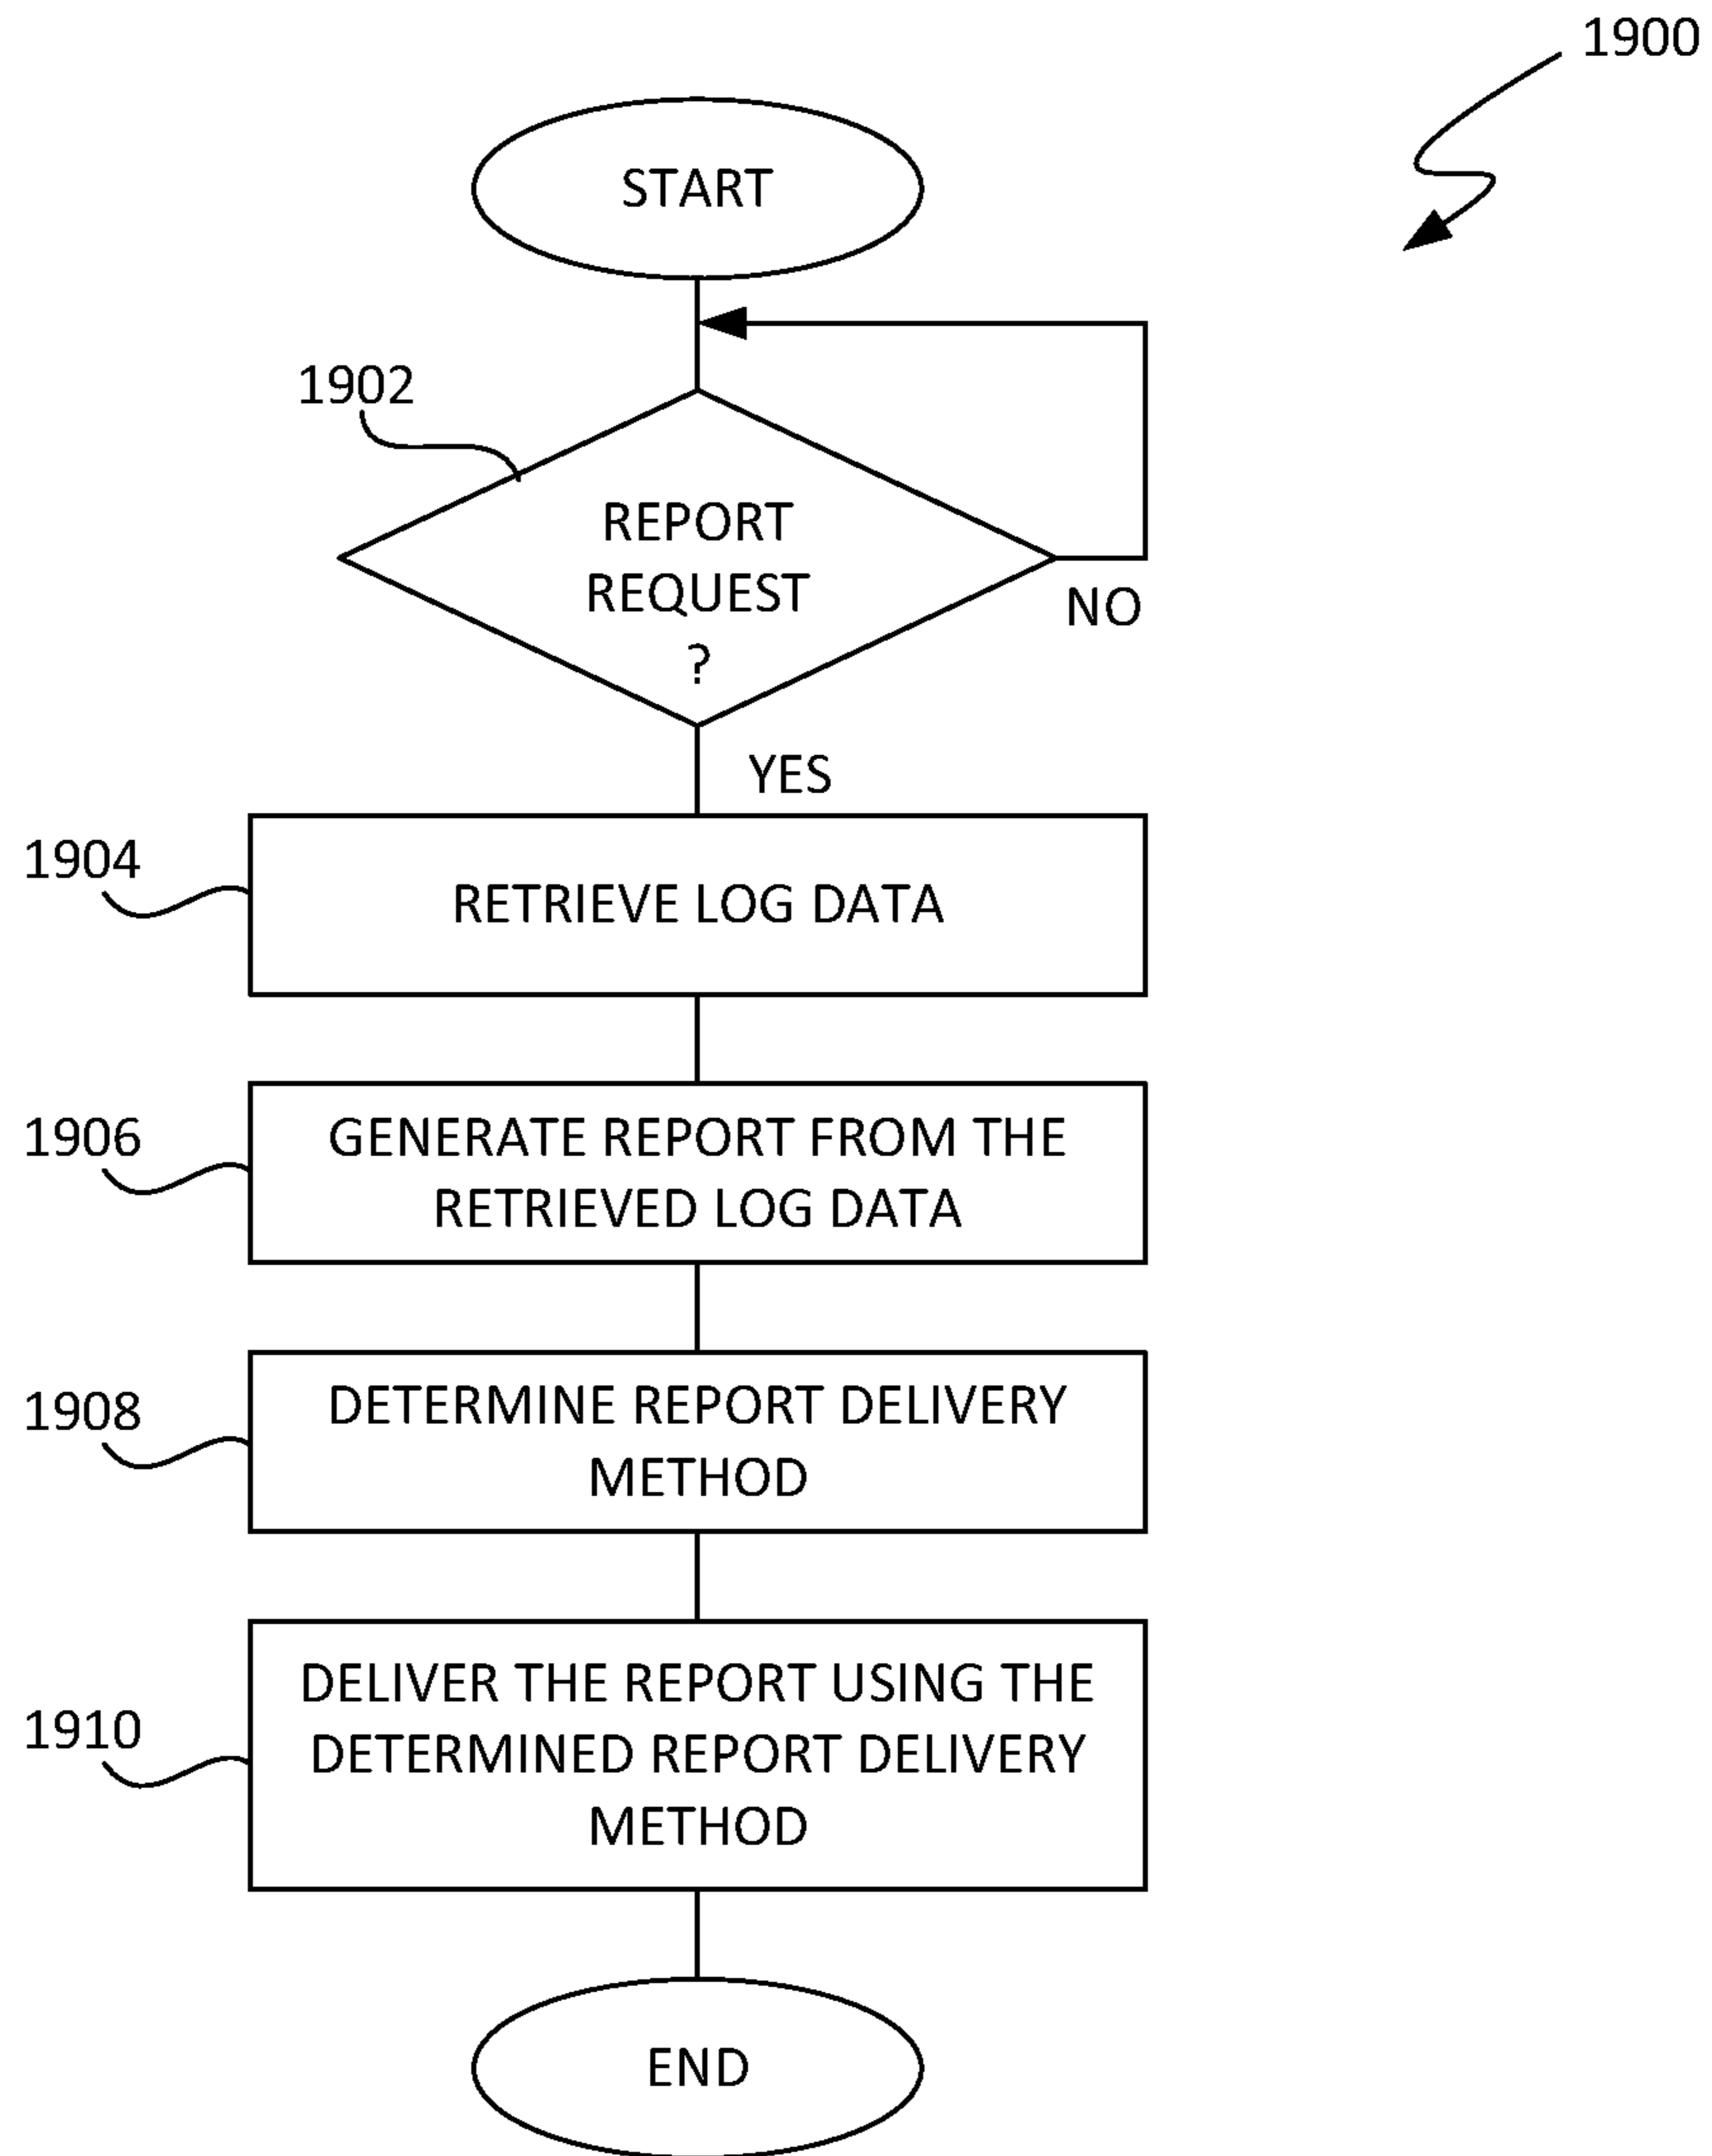 1900
START
1902
REPORT
REQUEST
?
NO
YES
1904
RETRIEVE LOG DATA
1906
GENERATE REPORT FROM THE
RETRIEVED LOG DATA
1908
DETERMINE REPORT DELIVERY
METHOD
1910
DELIVER THE REPORT USING THE
DETERMINED REPORT DELIVERY
METHOD
END